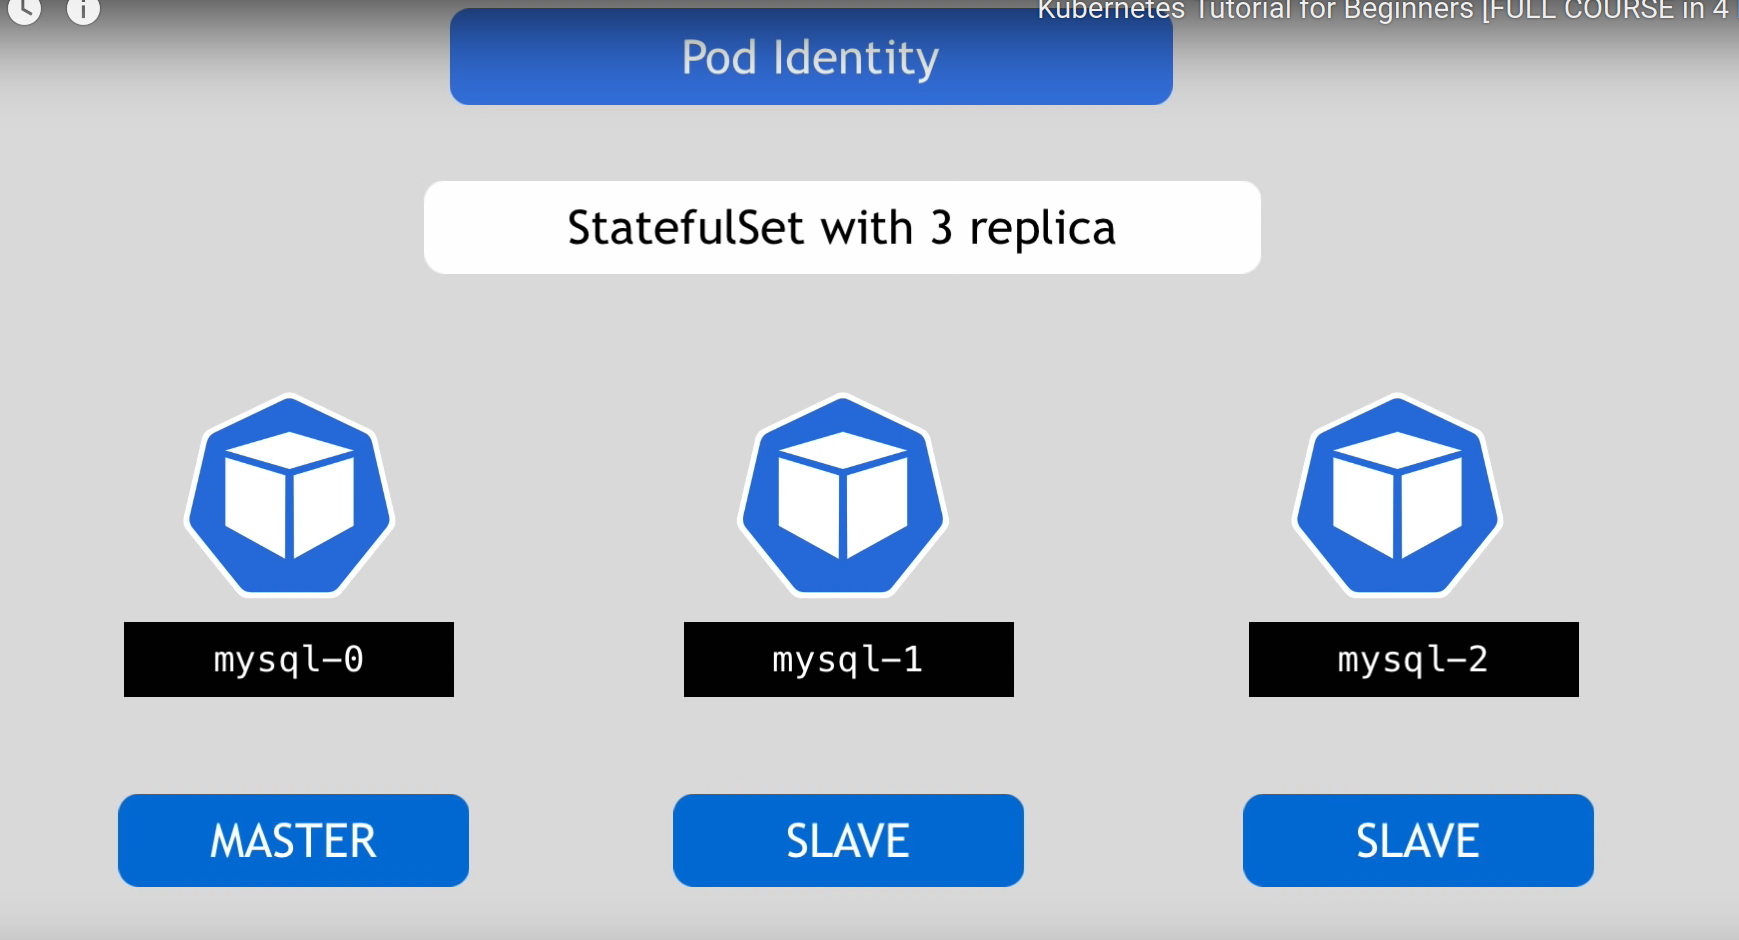 Kubernetes Tutorial for Beginners [FULL COURSE in 4
Pod Identity
StatefulSet with 3 replica
mysql-0
mysql-1
mysql-2
MASTER
SLAVE
SLAVE